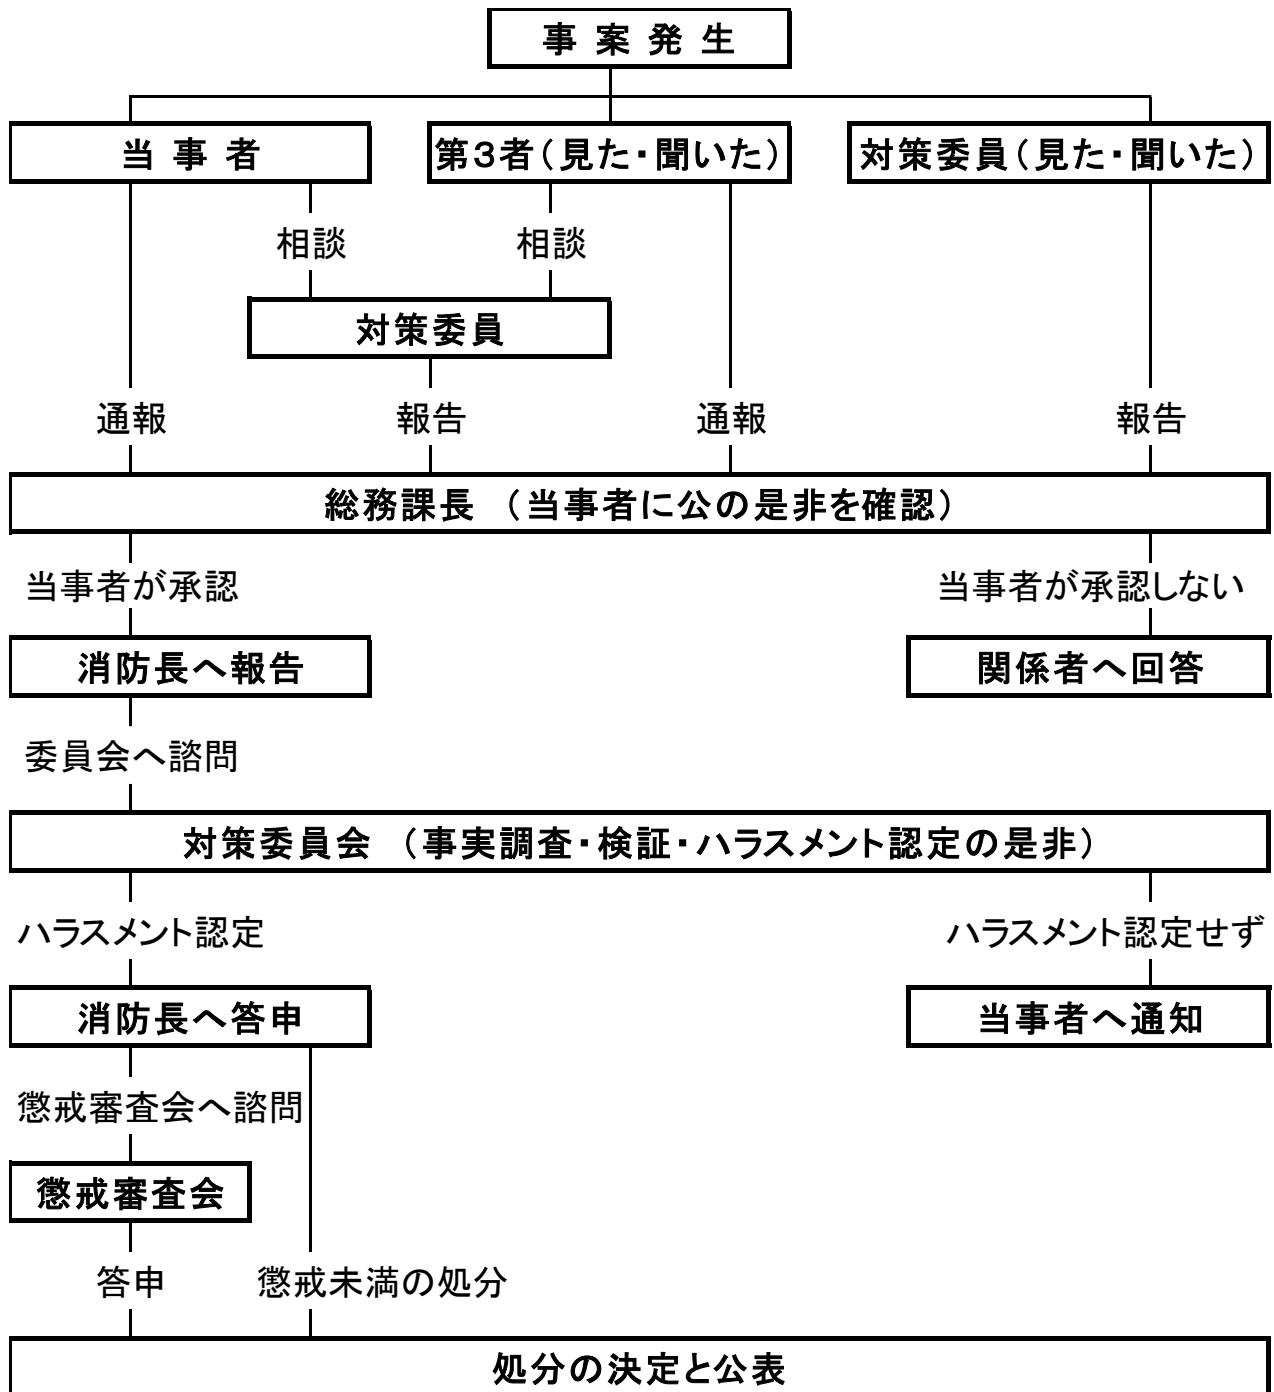 事案発生
当事者
第3者(見た・聞いた)
対策委員(見た・聞いた)
相談
相談
対策委員
通報
報告
通報
報告
総務課長 (当事者に公の是非を確認)
当事者が承認
当事者が承認しない
消防長へ報告
関係者へ回答
委員会へ諮問
対策委員会 (事実調査・検証・ハラスメント認定の是非)
ハラスメント認定
ハラスメント認定せず
消防長へ答申
当事者へ通知
懲戒審査会へ諮問
懲戒審査会
答申
懲戒未満の処分
処分の決定と公表